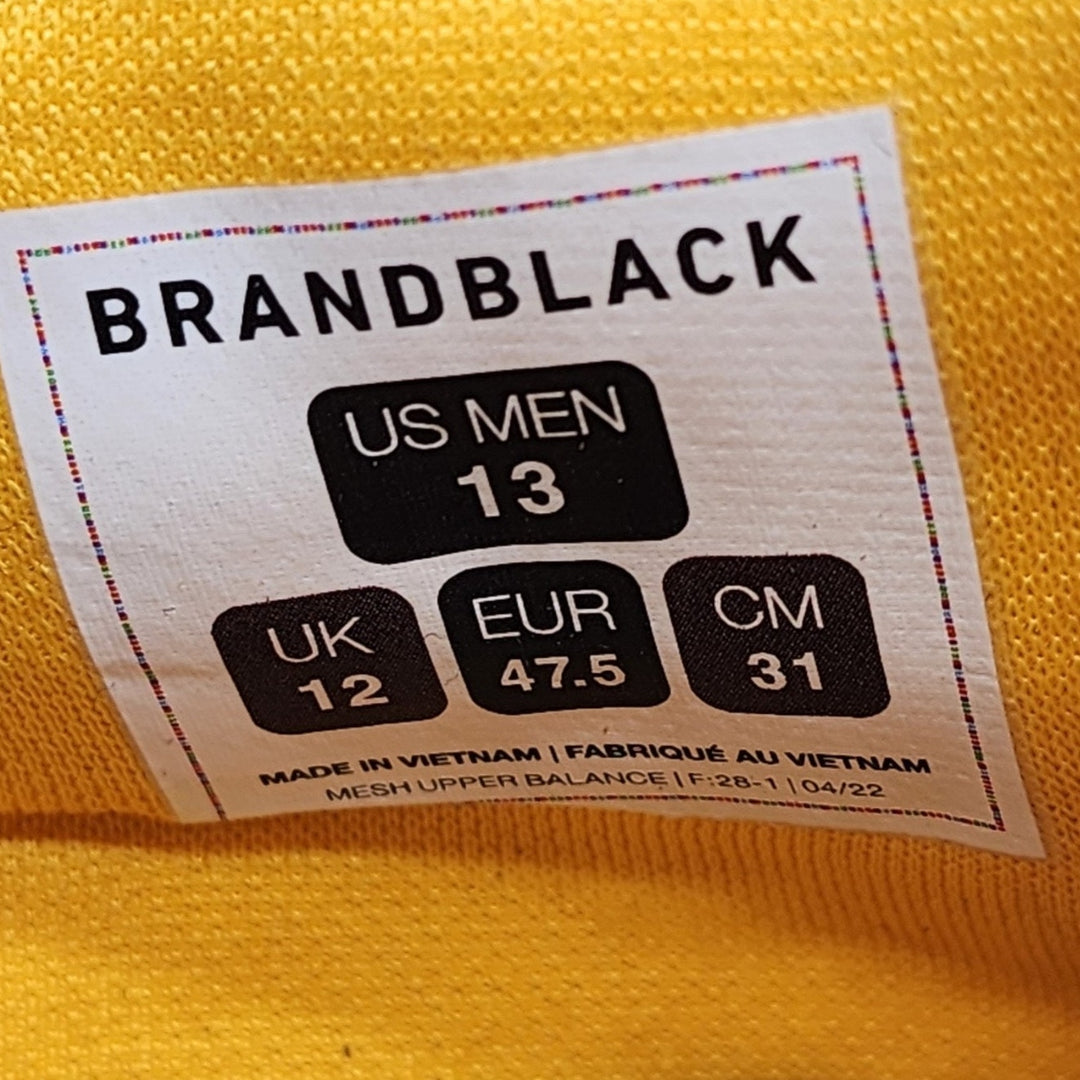 BRANDBLACK
US MEN
13
UK
12
EUR
47.5
CM
31
MADE IN VIETNAM | FABRIQUÉ AU VIETNAM
MESH UPPER BALANCE | F:28-1 | 04/22